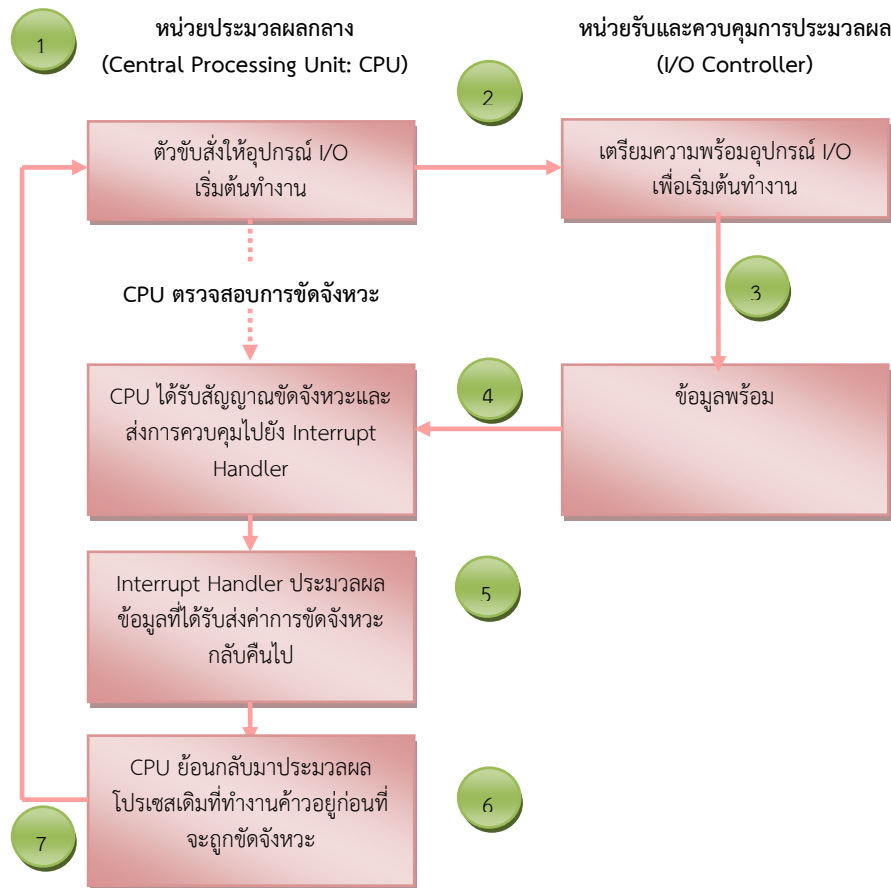 1
หน่วยประมวลผลกลาง
(Central Processing Unit: CPU)
หน่วยรับและควบคุมการประมวลผล
(I/O Controller)
2
ตัวขับสั่งให้อุปกรณ์ I/O
เริ่มต้นทำงาน
เตรียมความพร้อมอุปกรณ์ I/O
เพื่อเริ่มต้นทำงาน
3
CPU ตรวจสอบการขัดจังหวะ
CPU ได้รับสัญญาณขัดจังหวะและ
ส่งการควบคุมไปยัง Interrupt
Handler
4
ข้อมูลพร้อม
Interrupt Handler ประมวลผล
ข้อมูลที่ได้รับส่งค่าการขัดจังหวะ
กลับคืนไป
5
CPU ย้อนกลับมาประมวลผล
โปรเซสเดิมที่ทำงานค้าวอยู่ก่อนที่
จะถูกขัดจังหวะ
6
7